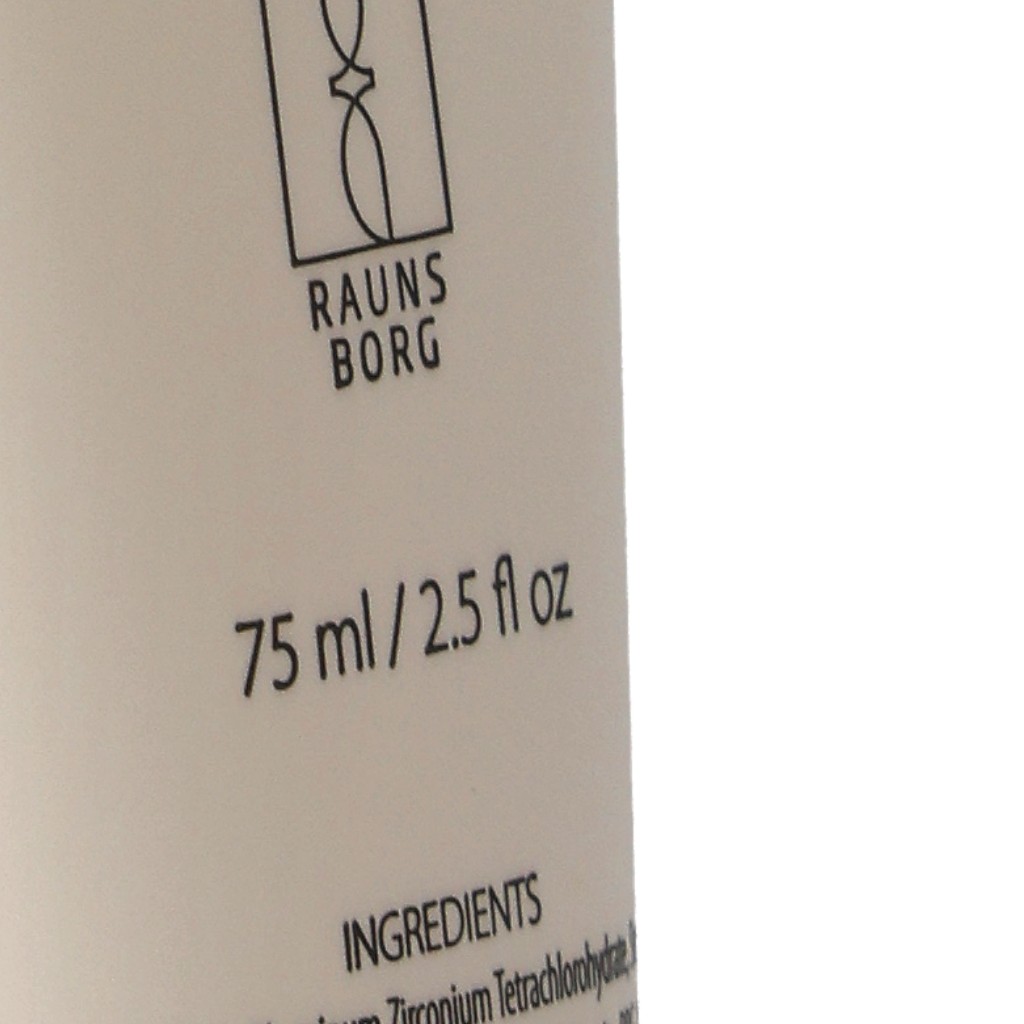 RAUNS
BORG
75 ml / 2.5 fl oz
INGREDIENTS
Zirconium Tetrachlorohydrate,